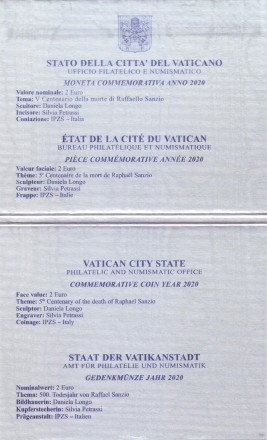 STATO DELLA CITTA' DEL VATICANO
UFFICIO FILATELICO E NUMISMATICO
MONETA COMMEMORATIVA ANNO 2020
Valore nominale: 2 Euro
Tema: V Centenario della morte di Raffaello Sanzio
Scultore: Daniela Longo
Incisore: Silvia Petrassi
Coniazione: IPZS – Italia
ÉTAT DE LA CITÉ DU VATICAN
BUREAU PHILATÉLIQUE ET NUMISMATIQUE
PIÈCE COMMÉMORATIVE ANNÉE 2020
Valeur faciale: 2 Euro
Thème: 5e Centenaire de la mort de Raphaël Sanzio
Sculpteur: Daniela Longo
Graveur: Silvia Petrassi
Frappe: IPZS – Italie
VATICAN CITY STATE
PHILATELIC AND NUMISMATIC OFFICE
COMMEMORATIVE COIN YEAR 2020
Face value: 2 Euro
Theme: 5th Centenary of the death of Raphael Sanzio
Sculptor: Daniela Longo
Engraver: Silvia Petrassi
Coinage: IPZS – Italy
STAAT DER VATIKANSTADT
AMT FÜR PHILATELIE UND NUMISMATIK
GEDENKMÜNZE JAHR 2020
Nominalwert: 2 Euro
Thema: 500. Todesjahr von Raffael Sanzio
Bildhauerin: Daniela Longo
Kupferstecherin: Silvia Petrassi
Prägeanstalt: IPZS – Italien